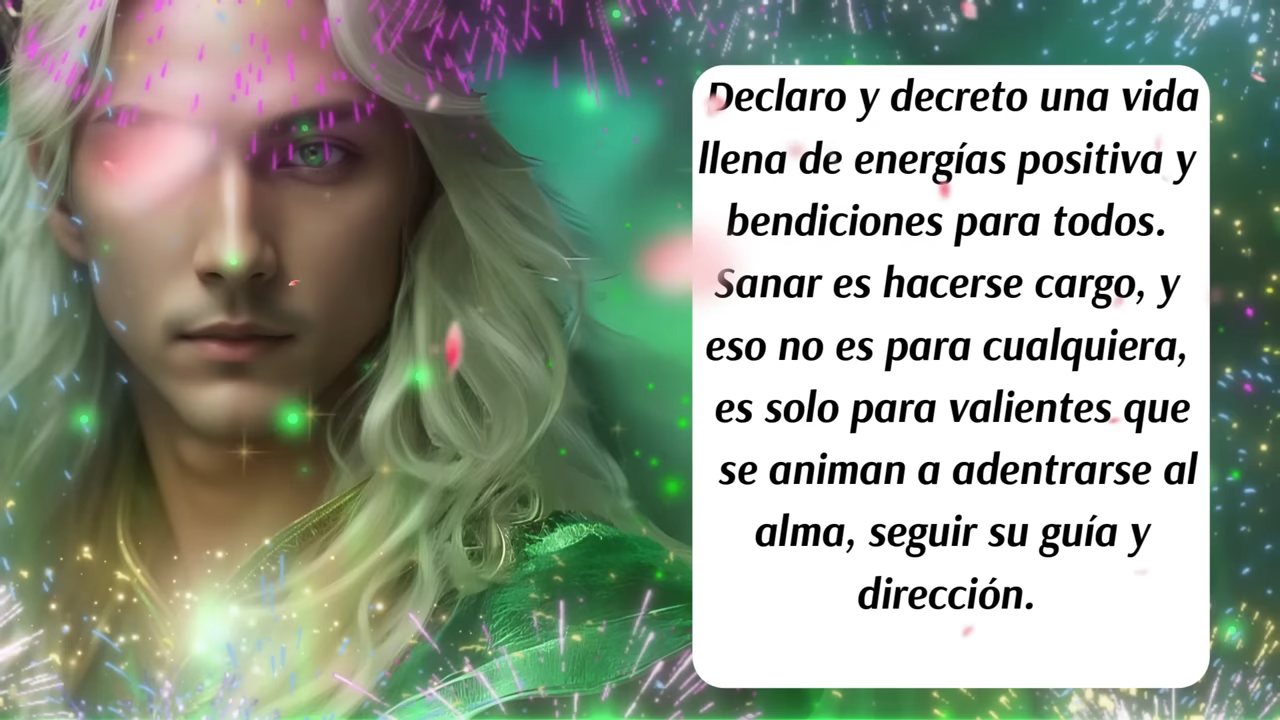 Declaro y decreto una vida
llena de energías positiva y
bendiciones para todos.
Sanar es hacerse cargo, y
eso no es para cualquiera,
es solo para valientes que
se animan a adentrarse al
alma, seguir su guía y
dirección.